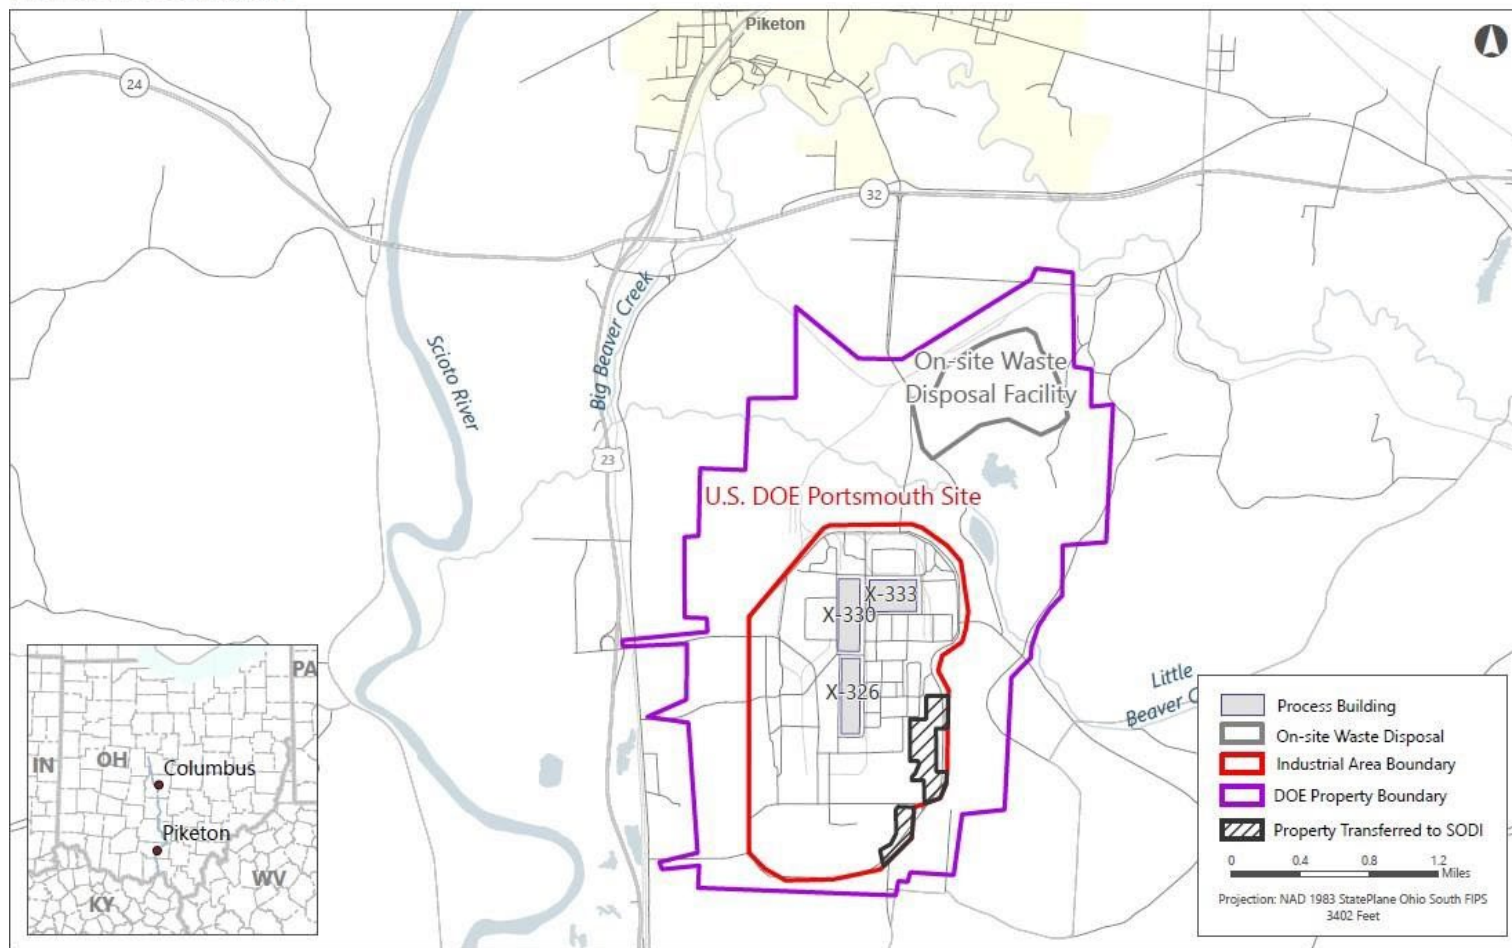 Piketon
24
32
Big Beaver Creek
Scioto River
On-site Waste
Disposal Facility
23
U.S. DOE Portsmouth Site
X-333
X-330
X-326
Little
Beaver C
PA
IN
OH
Columbus
Piketon
WV
KY
Process Building
On-site Waste Disposal
Industrial Area Boundary
DOE Property Boundary
Property Transferred to SODI
0 0.4 0.8 1.2
Miles
Projection: NAD 1983 StatePlane Ohio South FIPS
3402 Feet